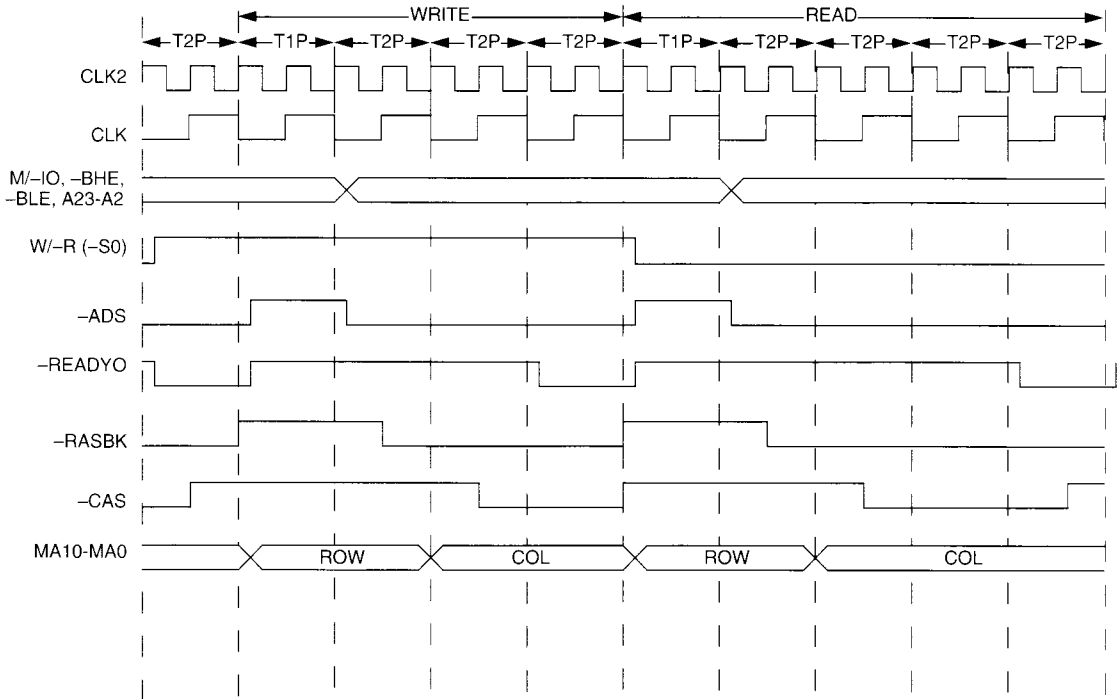 WRITE READ
T2P T1P T2P T2P T2P T1P T2P T2P T2P T2P
CLK2
CLK
M/–IO, –BHE,
–BLE, A23-A2
W/–R (–S0)
–ADS
–READYO
–RASBK
–CAS
MA10-MA0 ROW COL ROW COL